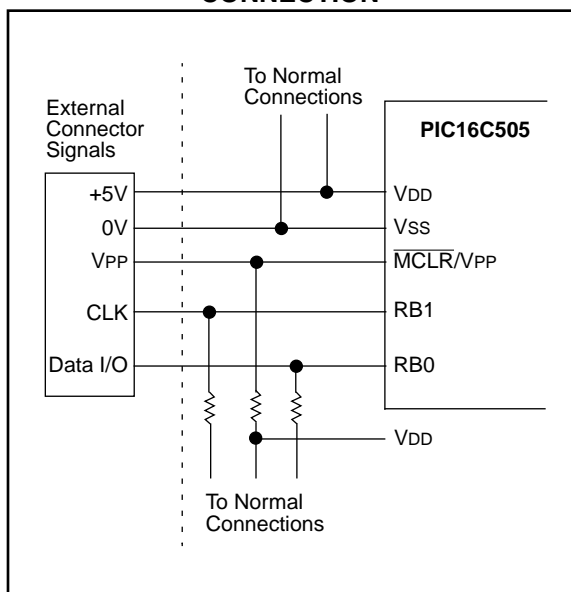 CONNECTION
To Normal
Connections
External
Connector
Signals
PIC16C505
+5V
VDD
0V
VSS
VPP
MCLR/VPP
CLK
RB1
Data I/O
RB0
VDD
To Normal
Connections